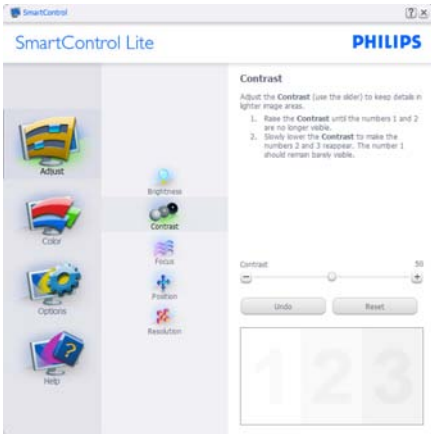 SmartControl
SmartControl Lite
PHILIPS
Adjust
Color
Options
Help
Brightness
Contrast
Focus
Position
Resolution
Contrast
Adjust the Contrast (use the slider) to keep details in
lighter image areas.
1. Raise the Contrast until the numbers 1 and 2
are no longer visible.
2. Slowly lower the Contrast to make the
numbers 2 and 3 reappear. The number 1
should remain barely visible.
Contrast 50
Undo Reset
1 2 3